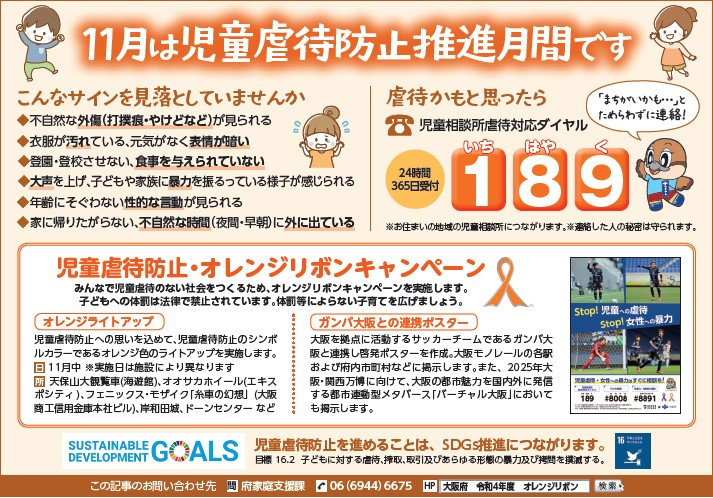 11月は児童虐待防止推進月間です
こんなサインを見落としていませんか
◆不自然な外傷(打撲痕・やけどなど)が見られる
◆衣服が汚れている、元気がなく表情が暗い
◆登園・登校させない、食事を与えられていない
◆大声を上げ、子どもや家族に暴力を振るっている様子が感じられる
◆年齢にそぐわない性的な言動が見られる
◆家に帰りたがらない、不自然な時間(夜間・早朝)に外に出ている
虐待かもと思ったら
「まちがいかも・・・」と
ためらわずに連絡!
児童相談所虐待対応ダイヤル
24時間
365日受付
いち はや く
189
※お住まいの地域の児童相談所につながります。※連絡した人の秘密は守られます。
児童虐待防止・オレンジリボンキャンペーン
みんなで児童虐待のない社会をつくるため、オレンジリボンキャンペーンを実施します。
子どもへの体罰は法律で禁止されています。体罰等によらない子育てを広げましょう。
オレンジライトアップ
児童虐待防止への思いを込めて、児童虐待防止のシンボ
ルカラーであるオレンジ色のライトアップを実施します。
日 11月中 ※実施日は施設により異なります
所 天保山大観覧車(海遊館)、オオサカホイール(エキス
ポシティ)、フェニックス・モザイク「糸車の幻想」(大阪
商工信用金庫本社ビル)、岸和田城、ドーンセンター など
ガンバ大阪との連携ポスター
大阪を拠点に活動するサッカーチームであるガンバ大
阪と連携し啓発ポスターを作成。大阪モノレールの各駅
および府内市町村などに掲示します。また、2025年大
阪・関西万博に向けて、大阪の都市魅力を国内外に発信
する都市連動型メタバース「バーチャル大阪」において
も掲示します。
Stop! 児童への虐待
Stop! 女性への暴力
児童虐待・女性への暴力はすぐに相談を!
189 #8008 #8891
SUSTAINABLE
DEVELOPMENT GOALS
児童虐待防止を進めることは、SDGs推進につながります。
目標 16.2 子どもに対する虐待、搾取、取引及びあらゆる形態の暴力及び拷問を撲滅する。
16
この記事のお問い合わせ先 問 府家庭支援課 06(6944)6675 HP 大阪府 令和4年度 オレンジリボン 検索